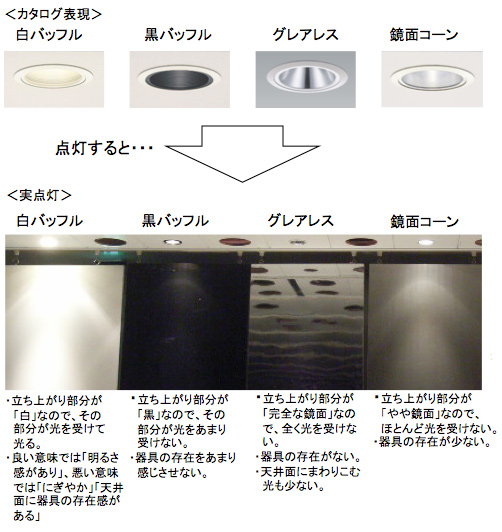 ＜カタログ表現＞
白バッフル
黒バッフル
グレアレス
鏡面コーン
点灯すると・・・
＜実点灯＞
白バッフル
黒バッフル
グレアレス
鏡面コーン
・立ち上がり部分が
「白」なので、その
部分が光を受けて
光る。
・良い意味では「明るさ
感があり」、悪い意味
では「にぎやか」「天井
面に器具の存在感が
ある」
・立ち上がり部分が
「黒」なので、その
部分が光をあまり
受けない。
・器具の存在をあまり
感じさせない。
・立ち上がり部分が
「完全な鏡面」なの
で、全く光を受けな
い。
・器具の存在がない。
・天井面にまわりこむ
光も少ない。
・立ち上がり部分が
「やや鏡面」なので、
ほとんど光を受けない。
・器具の存在が少ない。